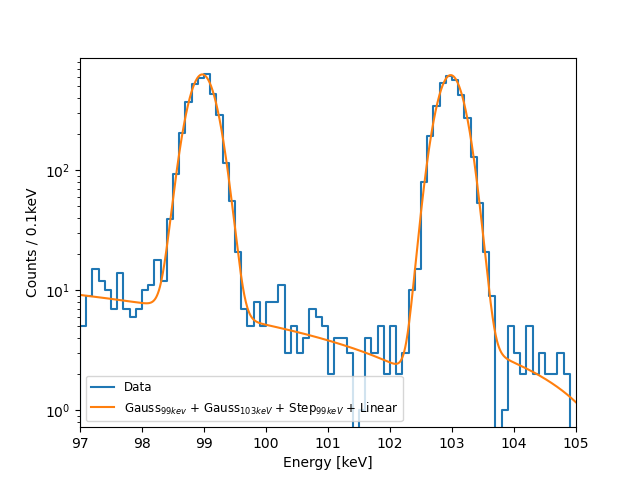 Counts / 0.1keV
10²
10¹
10⁰
Data
Gauss₉₉ₖₑᵥ + Gauss₁₀₃ₖₑV + Step₉₉ₖₑV + Linear
97 98 99 100 101 102 103 104 105
Energy [keV]